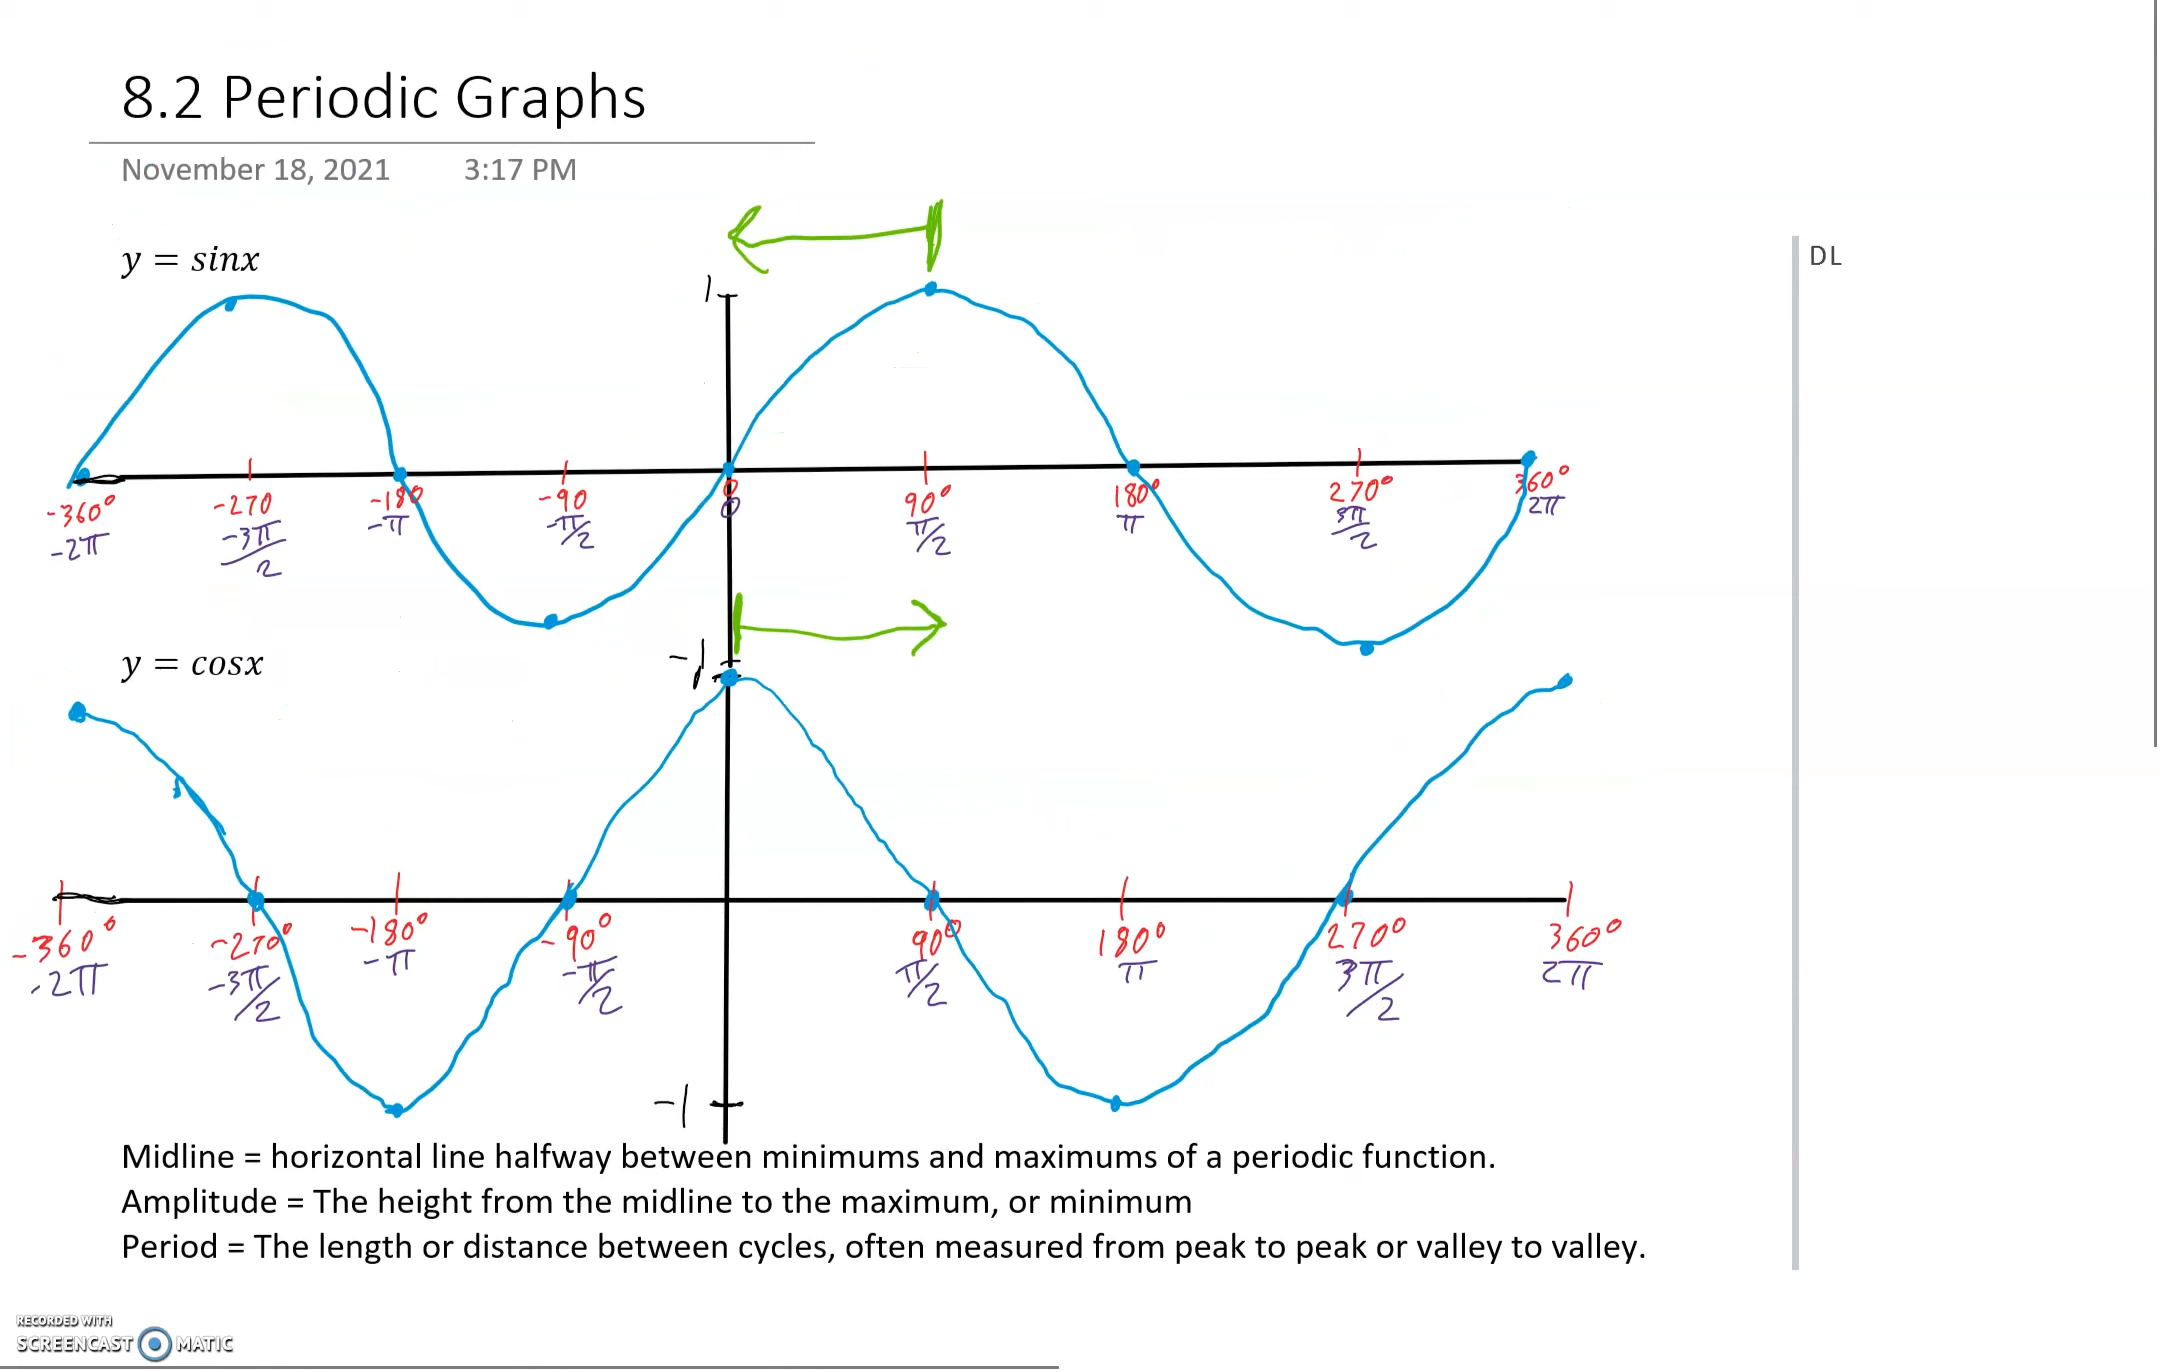 8.2 Periodic Graphs
November 18, 2021 3:17 PM
DL
y = sinx
1
-360° -270 -180 -90 0 90° 180° 270° 360°
-2π -3π/2 -π -π/2 0 π/2 π 3π/2 2π
-1
y = cosx
1
-360° -270° -180° -90° 90° 180° 270° 360°
-2π -3π/2 -π -π/2 π/2 π 3π/2 2π
-1
Midline = horizontal line halfway between minimums and maximums of a periodic function.
Amplitude = The height from the midline to the maximum, or minimum
Period = The length or distance between cycles, often measured from peak to peak or valley to valley.
RECORDED WITH
SCREENCAST MATIC